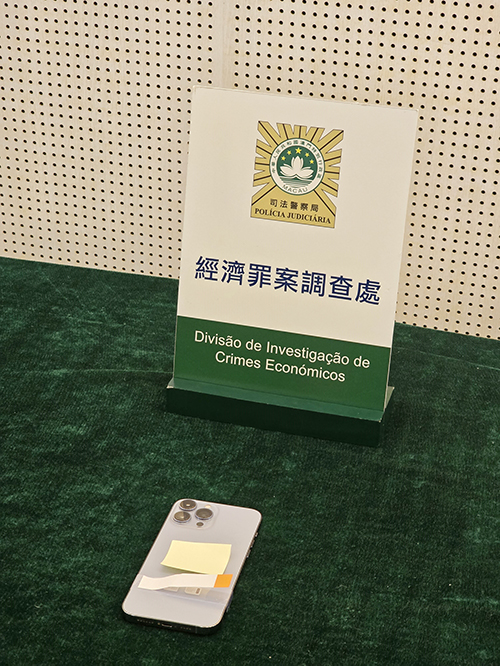 MACAU
司法警察局
POLÍCIA JUDICIÁRIA
經濟罪案調查處
Divisão de Investigação de
Crimes Económicos